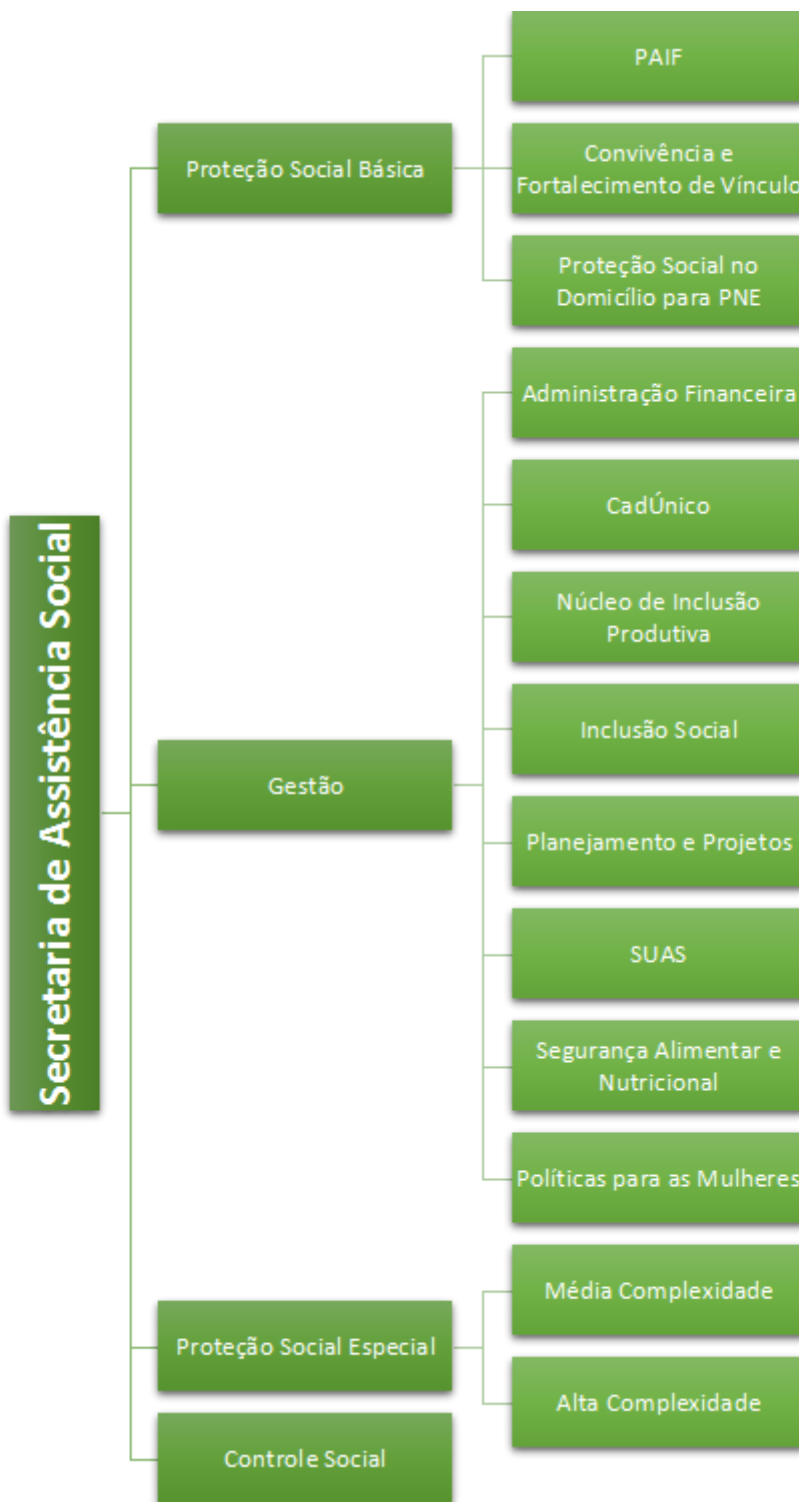 Secretaria de Assistência Social
Proteção Social Básica
PAIF
Convivência e
Fortalecimento de Vínculo
Proteção Social no
Domicílio para PNE
Gestão
Administração Financeira
CadÚnico
Núcleo de Inclusão
Produtiva
Inclusão Social
Planejamento e Projetos
SUAS
Segurança Alimentar e
Nutricional
Políticas para as Mulheres
Proteção Social Especial
Média Complexidade
Alta Complexidade
Controle Social